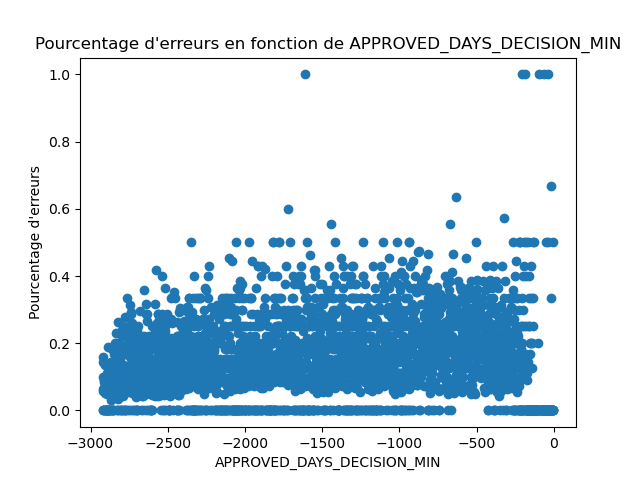 Pourcentage d'erreurs en fonction de APPROVED_DAYS_DECISION_MIN
1.0
0.8
0.6
0.4
0.2
0.0
Pourcentage d'erreurs
−3000 −2500 −2000 −1500 −1000 −500 0
APPROVED_DAYS_DECISION_MIN